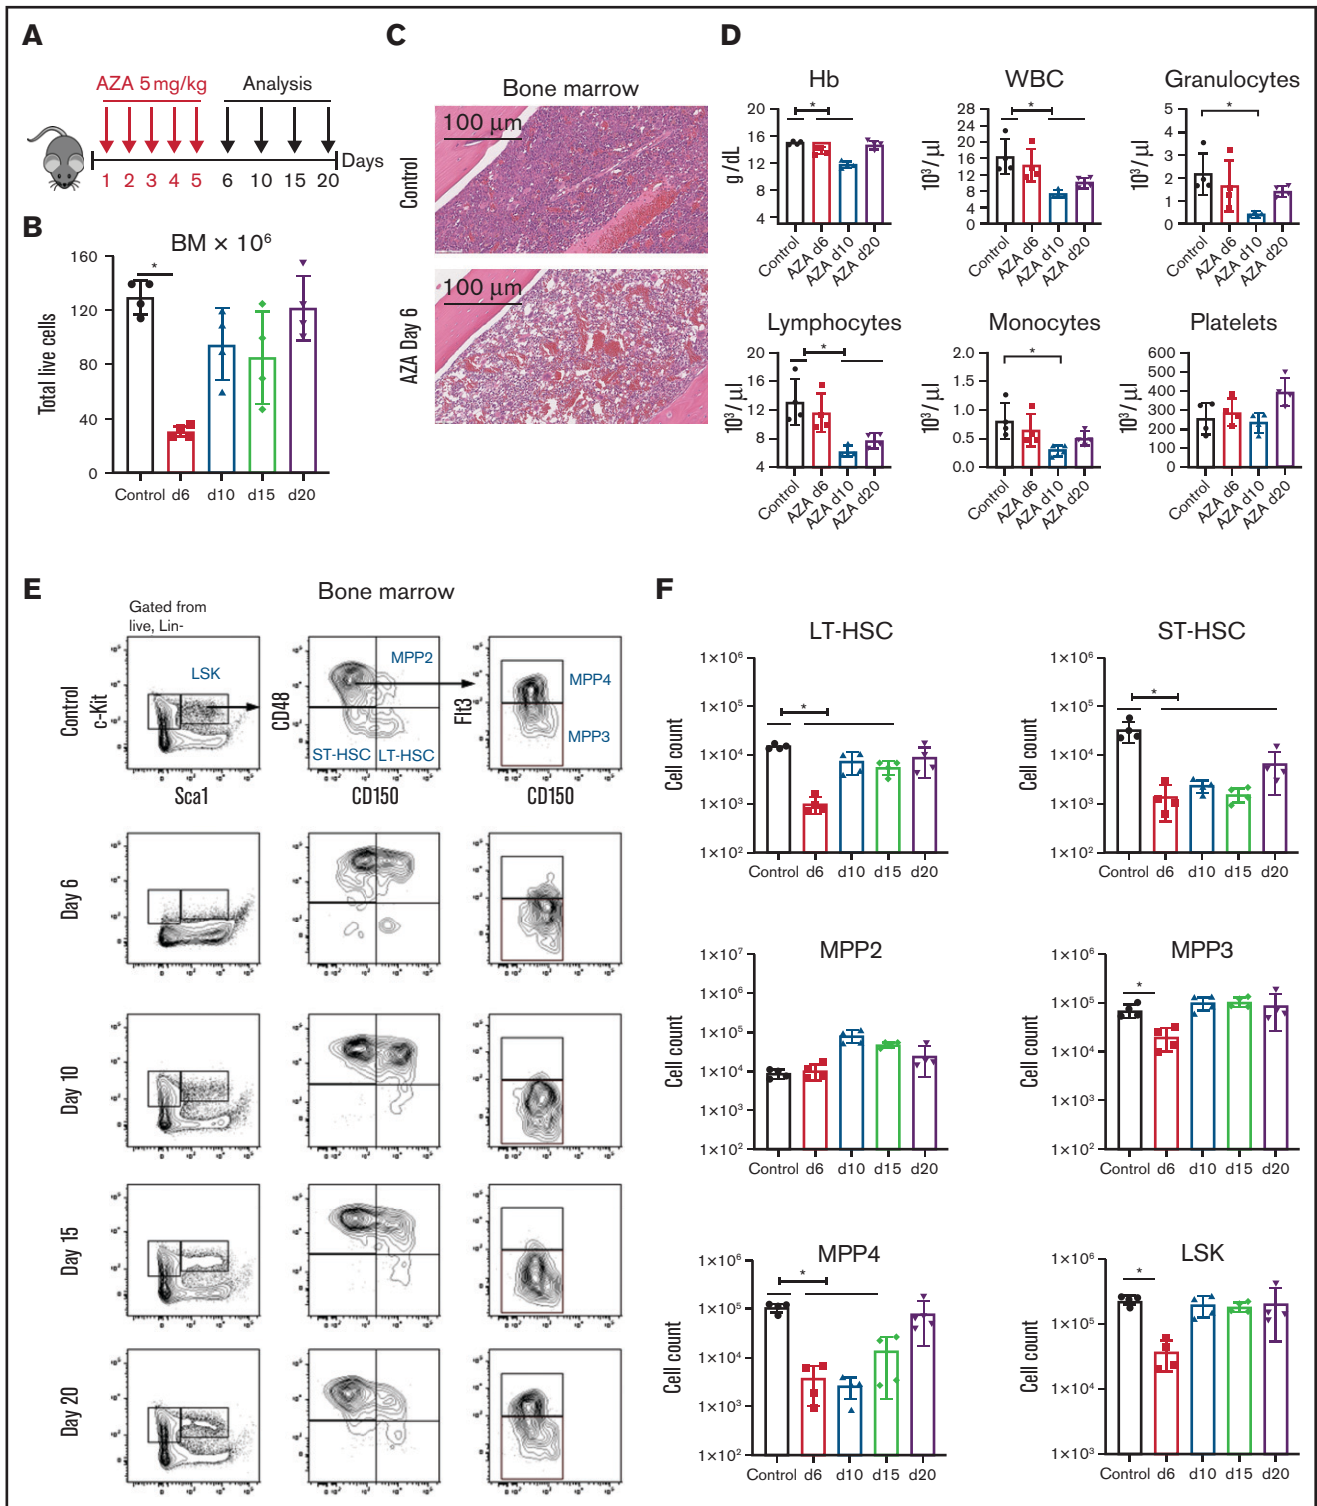 A
AZA 5 mg/kg
Analysis
1 2 3 4 5 6 10 15 20 Days
B
BM × 10⁶
Total live cells
160
120
80
40
0
Control d6 d10 d15 d20
C
Bone marrow
100 µm
Control
100 µm
AZA Day 6
D
Hb
g/dL
20
16
12
8
4
*
Control AZA d6 AZA d10 AZA d20
WBC
10³/µl
28
24
20
16
12
8
4
0
*
Control AZA d6 AZA d10 AZA d20
Granulocytes
10³/µl
5
4
3
2
1
0
*
Control AZA d6 AZA d10 AZA d20
Lymphocytes
10³/µl
20
16
12
8
4
*
Control AZA d6 AZA d10 AZA d20
Monocytes
10³/µl
2.0
1.5
1.0
0.5
0.0
*
Control AZA d6 AZA d10 AZA d20
Platelets
10³/µl
600
500
400
300
200
100
0
Control AZA d6 AZA d10 AZA d20
E
Bone marrow
Gated from
live, Lin-
Control
c-Kit
LSK
Sca1
CD48
MPP2
ST-HSC LT-HSC
CD150
Flt3
MPP4
MPP3
CD150
Day 6
Day 10
Day 15
Day 20
F
LT-HSC
Cell count
1×10⁶
1×10⁵
1×10⁴
1×10³
1×10²
*
Control d6 d10 d15 d20
ST-HSC
Cell count
1×10⁶
1×10⁵
1×10⁴
1×10³
1×10²
*
Control d6 d10 d15 d20
MPP2
Cell count
1×10⁷
1×10⁶
1×10⁵
1×10⁴
1×10³
1×10²
Control d6 d10 d15 d20
MPP3
Cell count
1×10⁶
1×10⁵
1×10⁴
1×10³
1×10²
*
Control d6 d10 d15 d20
MPP4
Cell count
1×10⁶
1×10⁵
1×10⁴
1×10³
1×10²
*
Control d6 d10 d15 d20
LSK
Cell count
1×10⁶
1×10⁵
1×10⁴
1×10³
*
Control d6 d10 d15 d20